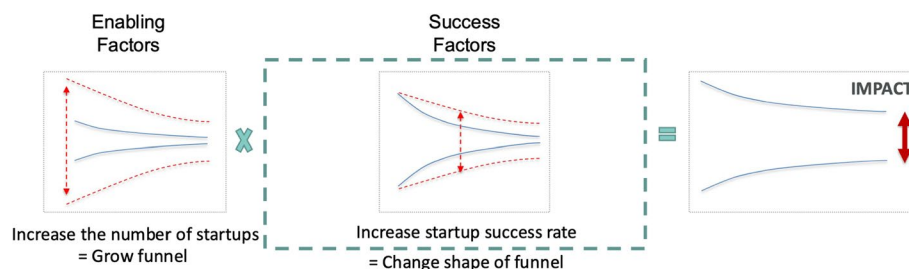 Enabling
Factors
Success
Factors
IMPACT
Increase the number of startups
= Grow funnel
Increase startup success rate
= Change shape of funnel